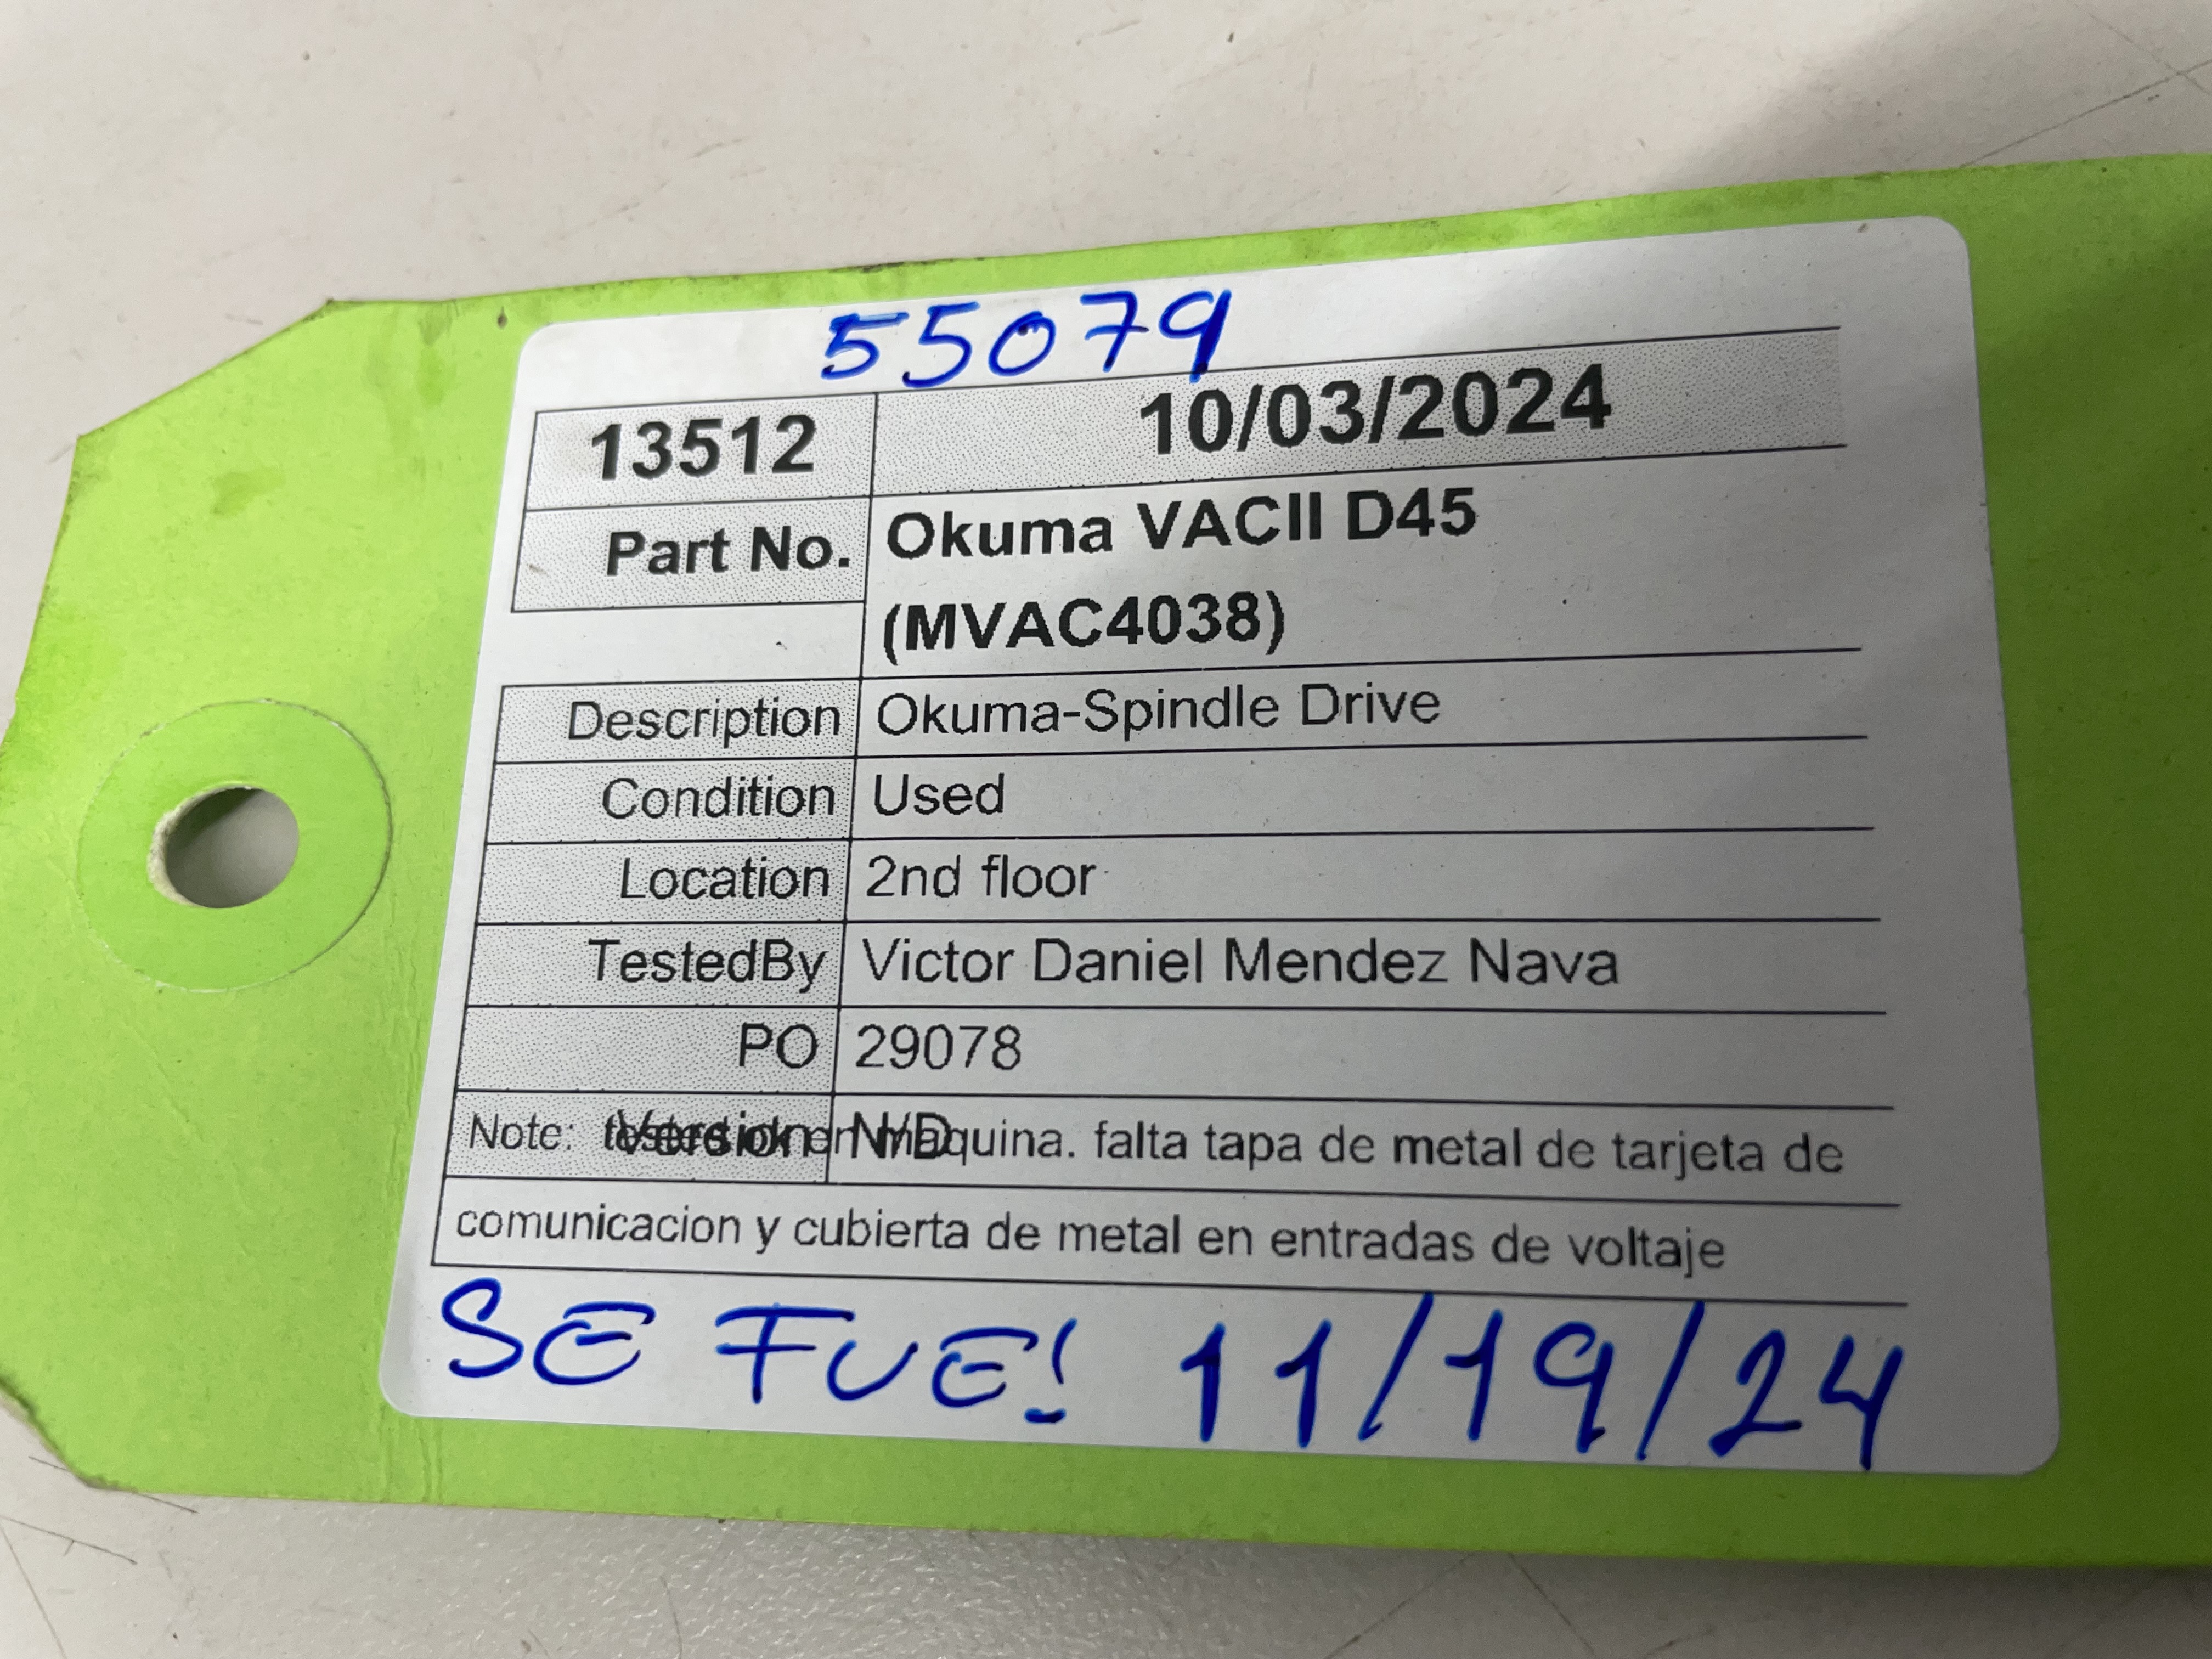 55079
13512 10/03/2024
Part No. Okuma VACII D45
(MVAC4038)
Description Okuma-Spindle Drive
Condition Used
Location 2nd floor
TestedBy Victor Daniel Mendez Nava
PO 29078
Version N/D
Note: en maquina. falta tapa de metal de tarjeta de
comunicacion y cubierta de metal en entradas de voltaje
SE FUE! 11/19/24